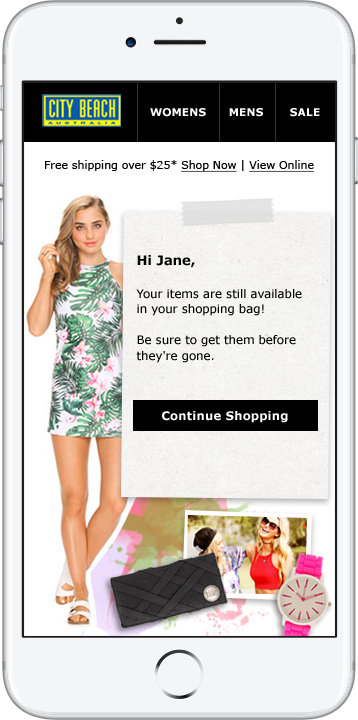 CITY BEACH
AUSTRALIA
WOMENS
MENS
SALE
Free shipping over $25* Shop Now | View Online
Hi Jane,
Your items are still available
in your shopping bag!
Be sure to get them before
they're gone.
Continue Shopping